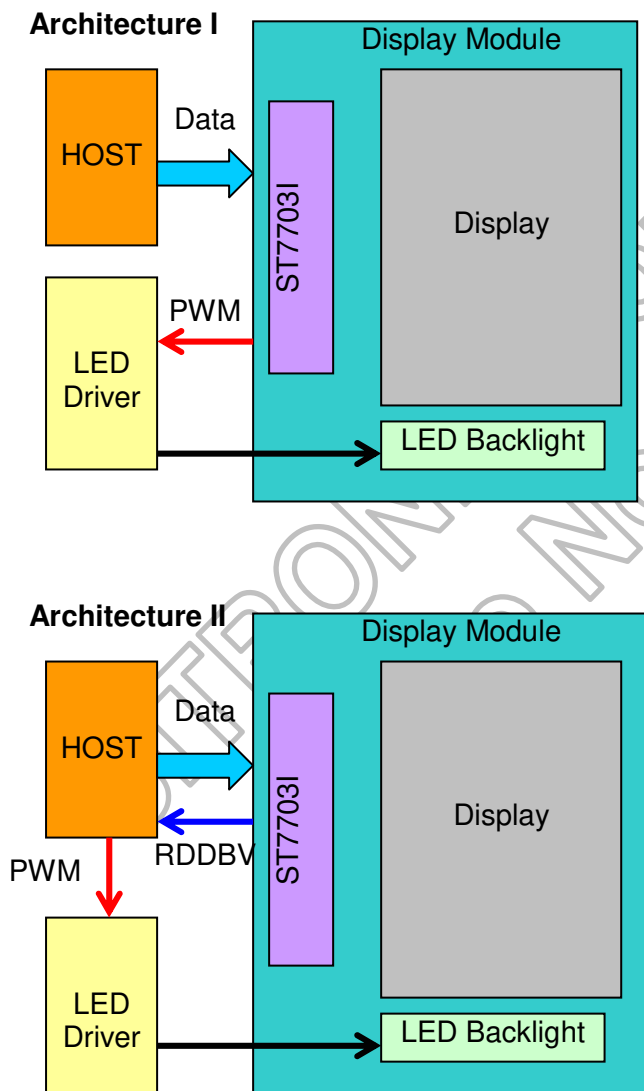 Architecture I
Display Module
HOST
Data
ST7703I
Display
PWM
LED
Driver
LED Backlight
Architecture II
Display Module
HOST
Data
ST7703I
Display
RDDBV
PWM
LED
Driver
LED Backlight